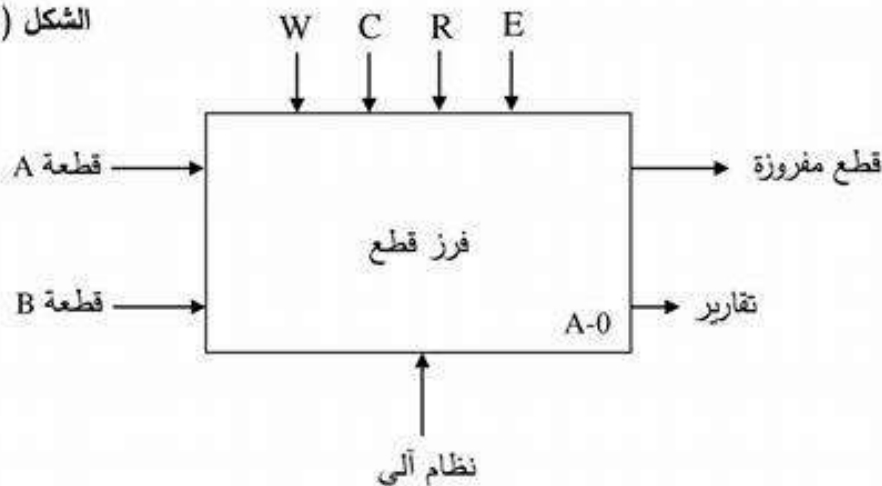 الشكل (
W C R E
قطعة A
قطع مفروزة
فرز قطع
قطعة B
تقارير
A-0
نظام آلي